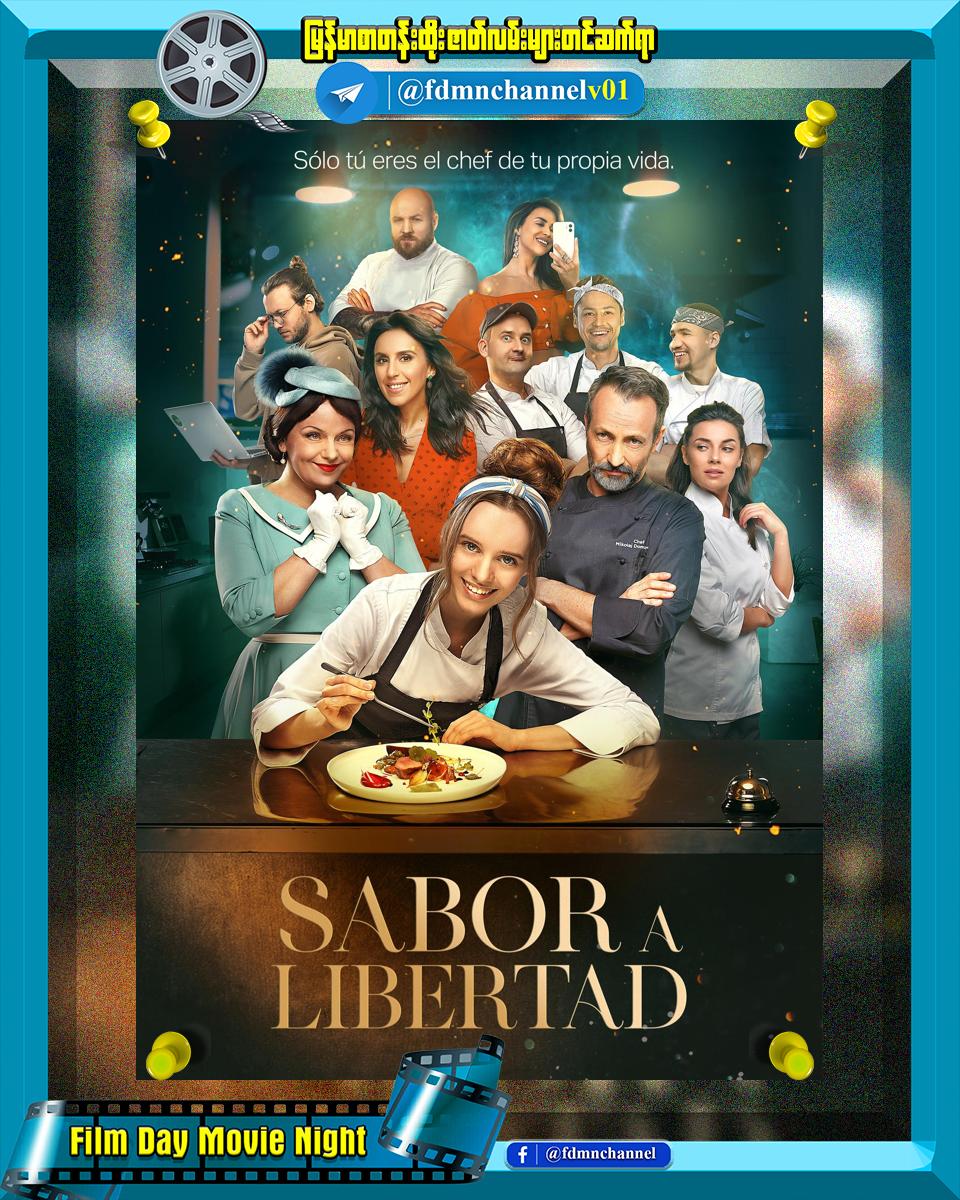 မြန်မာစာတန်းထိုးဇာတ်လမ်းများတင်ဆက်ရာ
@fdmnchannelv01
Sólo tú eres el chef de tu propia vida.
Chef
SABOR A
LIBERTAD
Film Day Movie Night
f @fdmnchannel